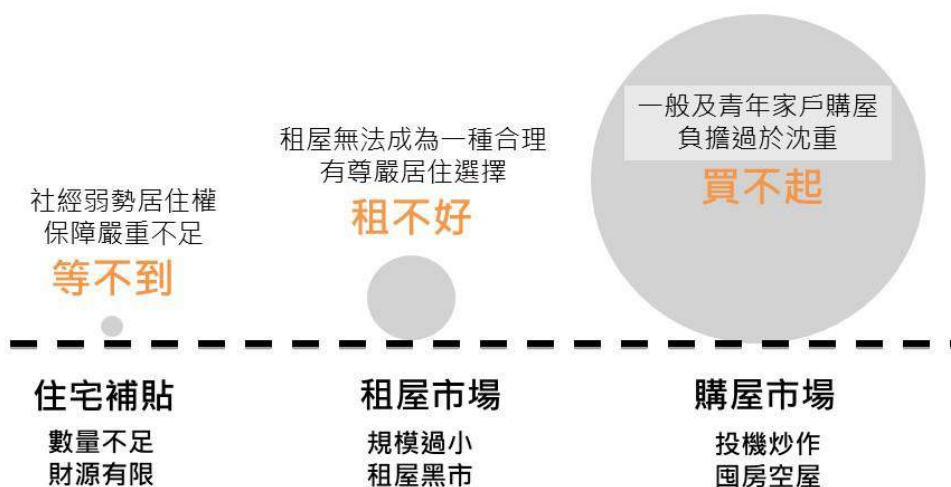 社經弱勢居住權
保障嚴重不足
等不到
住宅補貼
數量不足
財源有限
租屋無法成為一種合理
有尊嚴居住選擇
租不好
租屋市場
規模過小
租屋黑市
一般及青年家戶購屋
負擔過於沈重
買不起
購屋市場
投機炒作
囤房空屋